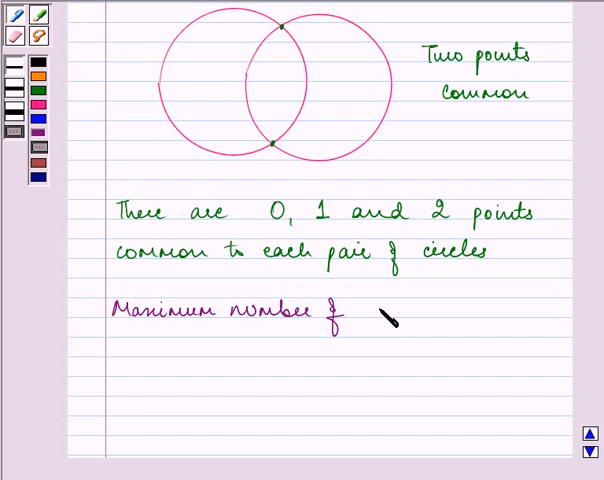 Two points
common
There are 0, 1 and 2 points
common to each pair of circles
Maximum number of